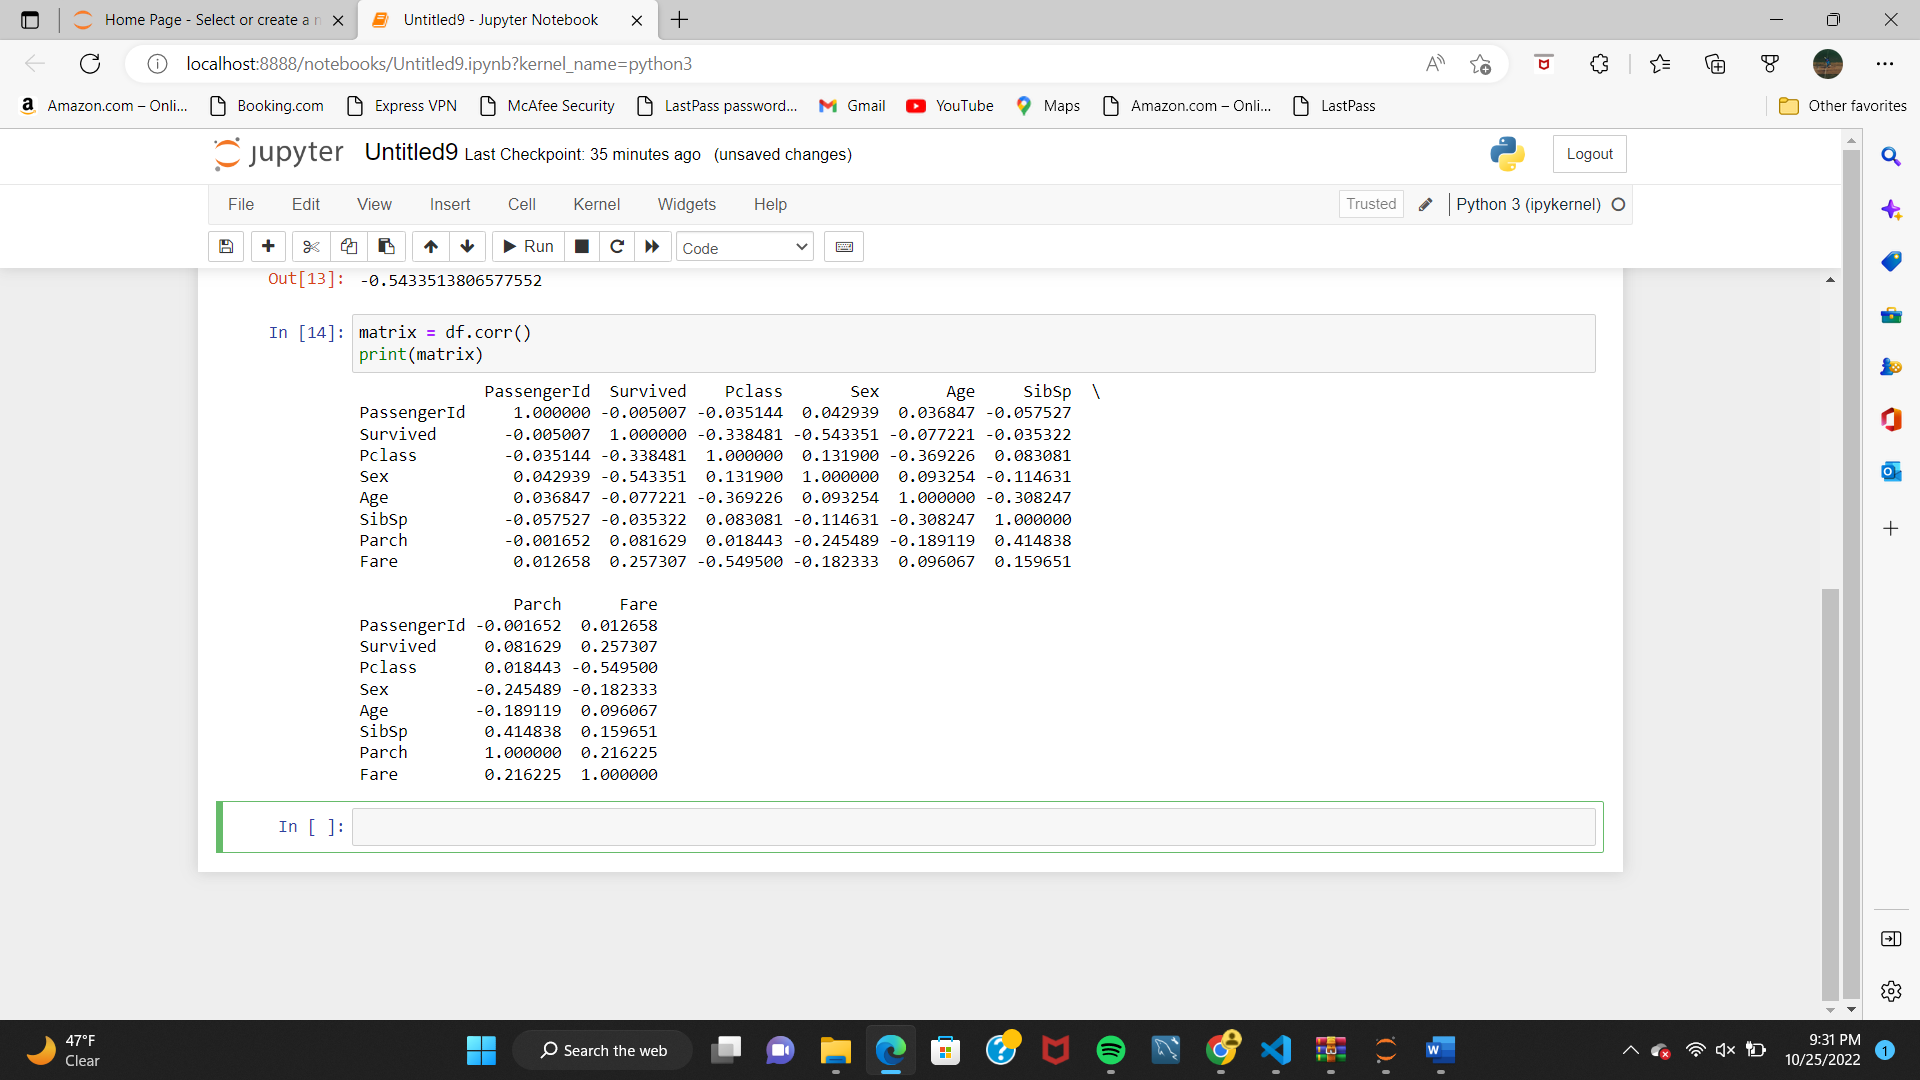 Home Page - Select or create a n
Untitled9 - Jupyter Notebook
localhost:8888/notebooks/Untitled9.ipynb?kernel_name=python3
Amazon.com – Onli... Booking.com Express VPN McAfee Security LastPass password... Gmail YouTube Maps Amazon.com – Onli... LastPass Other favorites
jupyter Untitled9 Last Checkpoint: 35 minutes ago (unsaved changes) Logout
File Edit View Insert Cell Kernel Widgets Help Trusted Python 3 (ipykernel)
Run Code
Out[13]: -0.5433513806577552
In [14]: matrix = df.corr()
print(matrix)
PassengerId Survived Pclass Sex Age SibSp \
PassengerId 1.000000 -0.005007 -0.035144 0.042939 0.036847 -0.057527
Survived -0.005007 1.000000 -0.338481 -0.543351 -0.077221 -0.035322
Pclass -0.035144 -0.338481 1.000000 0.131900 -0.369226 0.083081
Sex 0.042939 -0.543351 0.131900 1.000000 0.093254 -0.114631
Age 0.036847 -0.077221 -0.369226 0.093254 1.000000 -0.308247
SibSp -0.057527 -0.035322 0.083081 -0.114631 -0.308247 1.000000
Parch -0.001652 0.081629 0.018443 -0.245489 -0.189119 0.414838
Fare 0.012658 0.257307 -0.549500 -0.182333 0.096067 0.159651
Parch Fare
PassengerId -0.001652 0.012658
Survived 0.081629 0.257307
Pclass 0.018443 -0.549500
Sex -0.245489 -0.182333
Age -0.189119 0.096067
SibSp 0.414838 0.159651
Parch 1.000000 0.216225
Fare 0.216225 1.000000
In [ ]:
47°F
Clear
Search the web
9:31 PM
10/25/2022
1